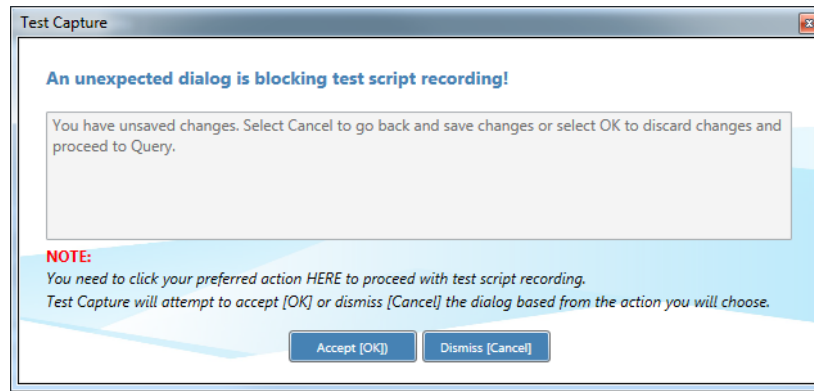 Test Capture
An unexpected dialog is blocking test script recording!
You have unsaved changes. Select Cancel to go back and save changes or select OK to discard changes and
proceed to Query.
NOTE:
You need to click your preferred action HERE to proceed with test script recording.
Test Capture will attempt to accept [OK] or dismiss [Cancel] the dialog based from the action you will choose.
Accept [OK])
Dismiss [Cancel]